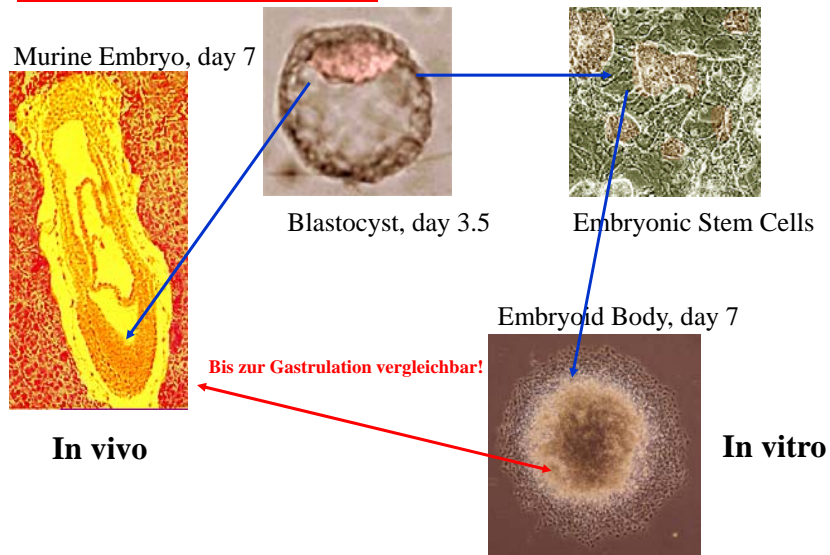 Murine Embryo, day 7
Blastocyst, day 3.5
Embryonic Stem Cells
Embryoid Body, day 7
Bis zur Gastrulation vergleichbar!
In vivo
In vitro